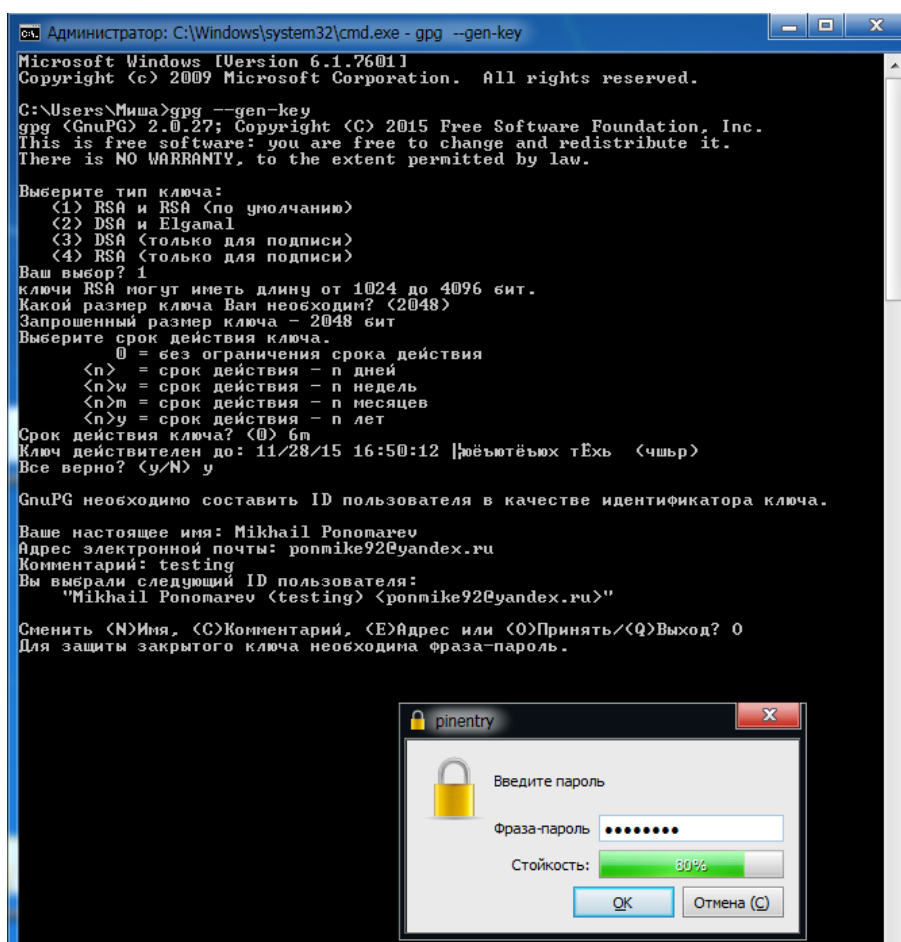 Администратор: C:\Windows\system32\cmd.exe - gpg --gen-key
Microsoft Windows [Version 6.1.7601]
Copyright (c) 2009 Microsoft Corporation. All rights reserved.
C:\Users\Миша>gpg --gen-key
gpg (GnuPG) 2.0.27; Copyright (C) 2015 Free Software Foundation, Inc.
This is free software: you are free to change and redistribute it.
There is NO WARRANTY, to the extent permitted by law.
Выберите тип ключа:
(1) RSA и RSA (по умолчанию)
(2) DSA и Elgamal
(3) DSA (только для подписи)
(4) RSA (только для подписи)
Ваш выбор? 1
ключи RSA могут иметь длину от 1024 до 4096 бит.
Какой размер ключа Вам необходим? (2048)
Запрошенный размер ключа - 2048 бит
Выберите срок действия ключа.
0 = без ограничения срока действия
<n> = срок действия - n дней
<n>w = срок действия - n недель
<n>m = срок действия - n месяцев
<n>y = срок действия - n лет
Срок действия ключа? (0) 6m
Ключ действителен до: 11/28/15 16:50:12 ╠юёъютёъюх тЁхь  (чшьр)
Все верно? (y/N) y
GnuPG необходимо составить ID пользователя в качестве идентификатора ключа.
Ваше настоящее имя: Mikhail Ponomarev
Адрес электронной почты: ponmike92@yandex.ru
Комментарий: testing
Вы выбрали следующий ID пользователя:
"Mikhail Ponomarev (testing) <ponmike92@yandex.ru>"
Сменить (N)Имя, (C)Комментарий, (E)Адрес или (O)Принять/(Q)Выход? O
Для защиты закрытого ключа необходима фраза-пароль.
pinentry
Введите пароль
Фраза-пароль ●●●●●●●●
Стойкость: 80%
OK Отмена (C)